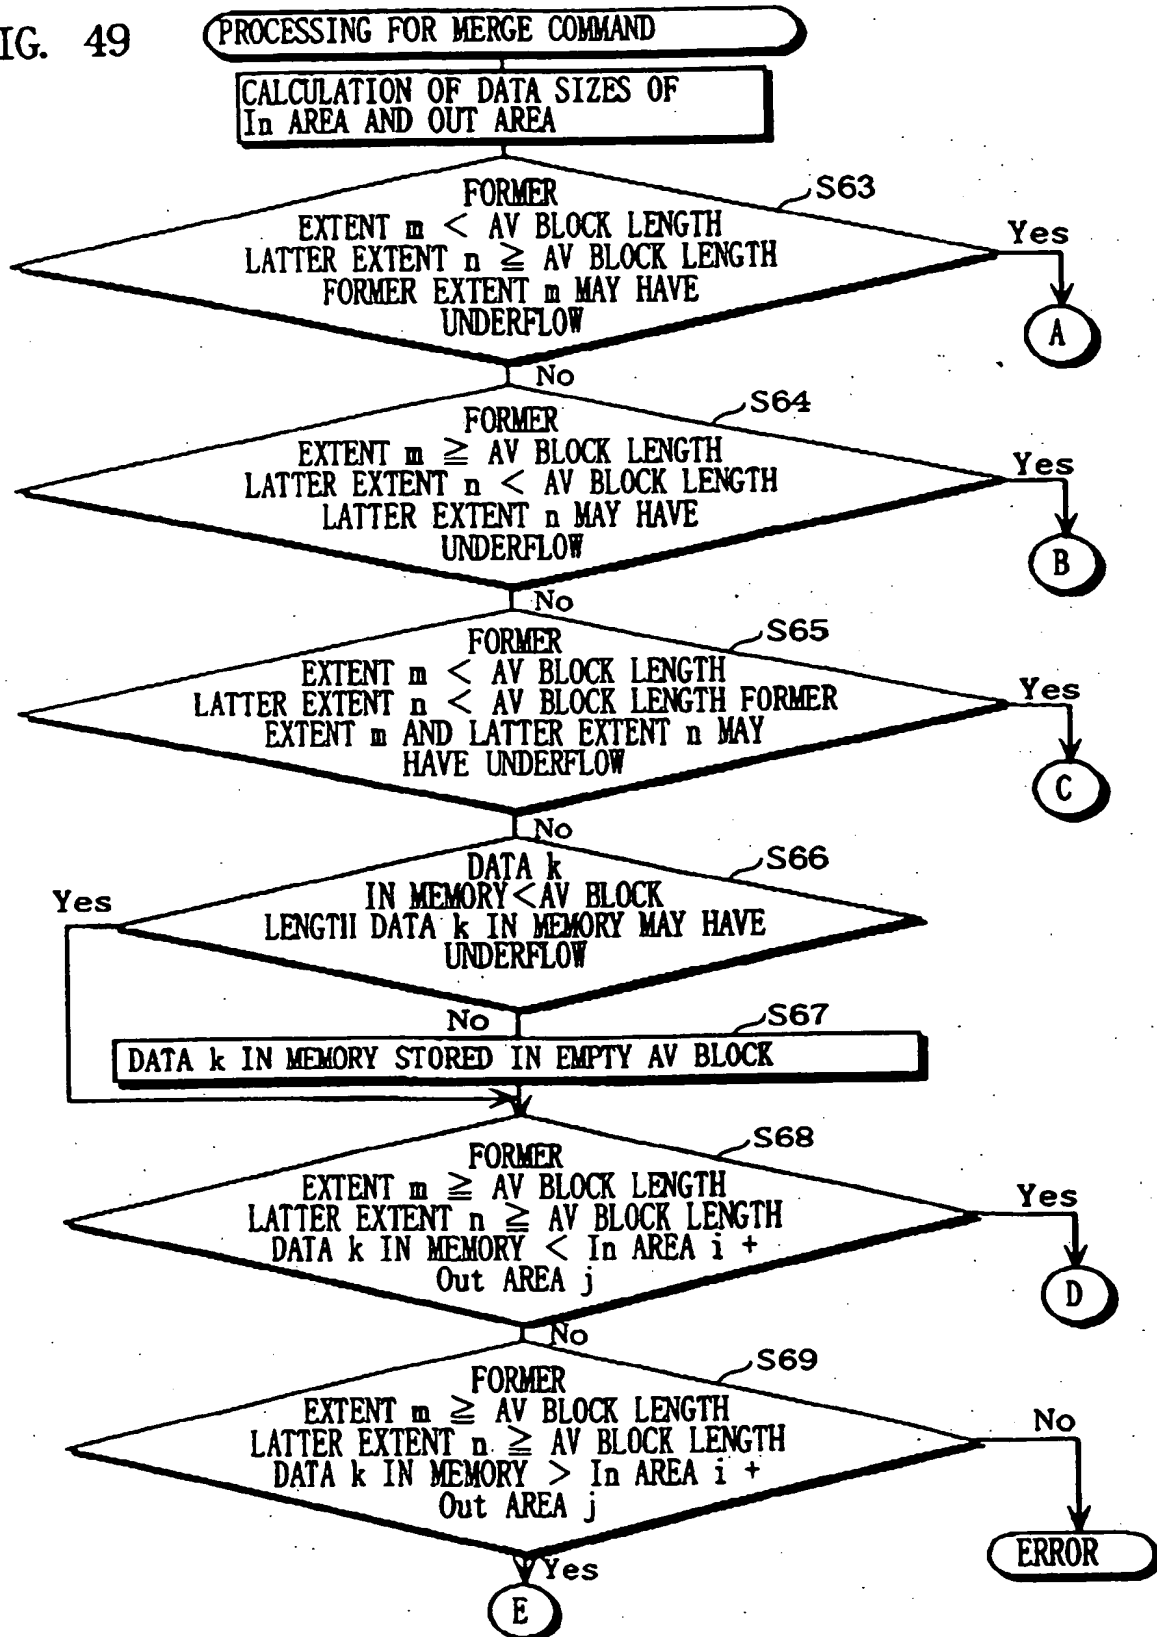 IG. 49
PROCESSING FOR MERGE COMMAND
CALCULATION OF DATA SIZES OF
In AREA AND OUT AREA
S63
FORMER
EXTENT m < AV BLOCK LENGTH
LATTER EXTENT n ≧ AV BLOCK LENGTH
FORMER EXTENT m MAY HAVE
UNDERFLOW
Yes
A
No
S64
FORMER
EXTENT m ≧ AV BLOCK LENGTH
LATTER EXTENT n < AV BLOCK LENGTH
LATTER EXTENT n MAY HAVE
UNDERFLOW
Yes
B
No
S65
FORMER
EXTENT m < AV BLOCK LENGTH
LATTER EXTENT n < AV BLOCK LENGTH FORMER
EXTENT m AND LATTER EXTENT n MAY
HAVE UNDERFLOW
Yes
C
No
S66
DATA k
IN MEMORY<AV BLOCK
LENGTH DATA k IN MEMORY MAY HAVE
UNDERFLOW
Yes
No
S67
DATA k IN MEMORY STORED IN EMPTY AV BLOCK
S68
FORMER
EXTENT m ≧ AV BLOCK LENGTH
LATTER EXTENT n ≧ AV BLOCK LENGTH
DATA k IN MEMORY < In AREA i +
Out AREA j
Yes
D
No
S69
FORMER
EXTENT m ≧ AV BLOCK LENGTH
LATTER EXTENT n ≧ AV BLOCK LENGTH
DATA k IN MEMORY > In AREA i +
Out AREA j
No
ERROR
Yes
E